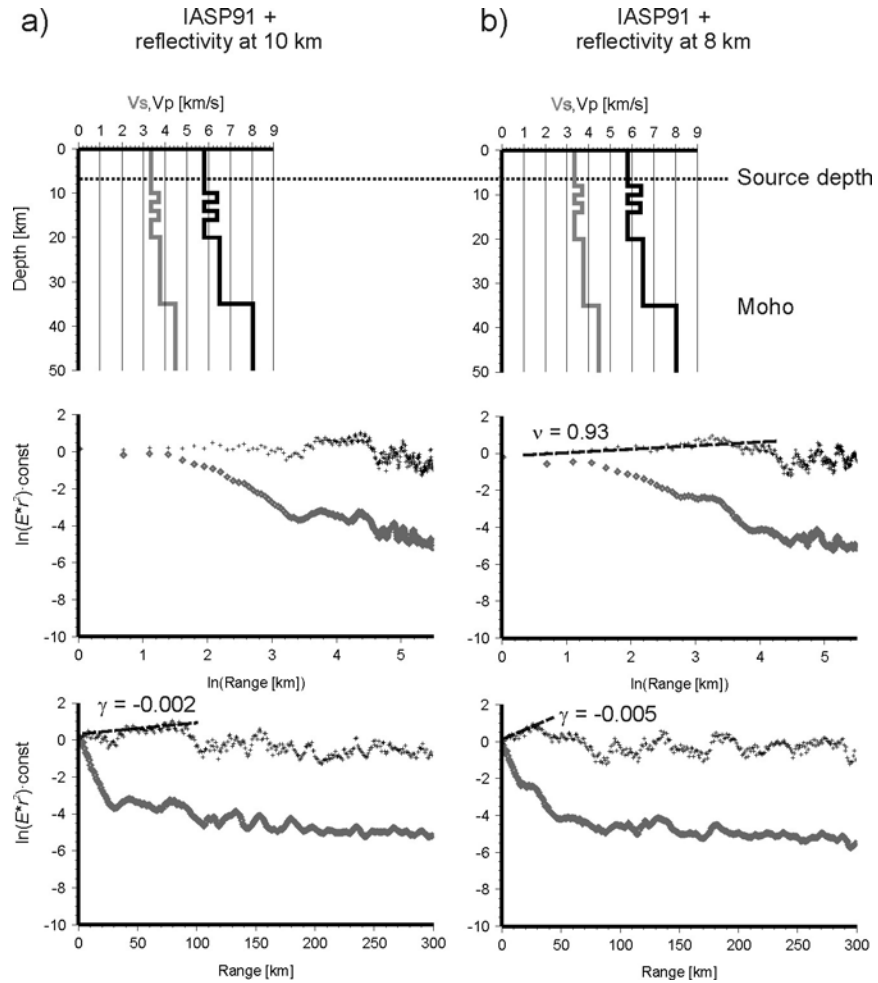 a)
IASP91 +
reflectivity at 10 km
b)
IASP91 +
reflectivity at 8 km
Vs,Vp [km/s]
0 1 2 3 4 5 6 7 8 9
Depth [km]
0
10
20
30
40
50
Vs,Vp [km/s]
0 1 2 3 4 5 6 7 8 9
0
10
20
30
40
50
Source depth
Moho
ln(E*r²)·const
2
0
-2
-4
-6
-8
-10
0 1 2 3 4 5
ln(Range [km])
ν = 0.93
2
0
-2
-4
-6
-8
-10
0 1 2 3 4 5
ln(Range [km])
ln(E*r²)·const
γ = -0.002
2
0
-2
-4
-6
-8
-10
0 50 100 150 200 250 300
Range [km]
γ = -0.005
2
0
-2
-4
-6
-8
-10
0 50 100 150 200 250 300
Range [km]